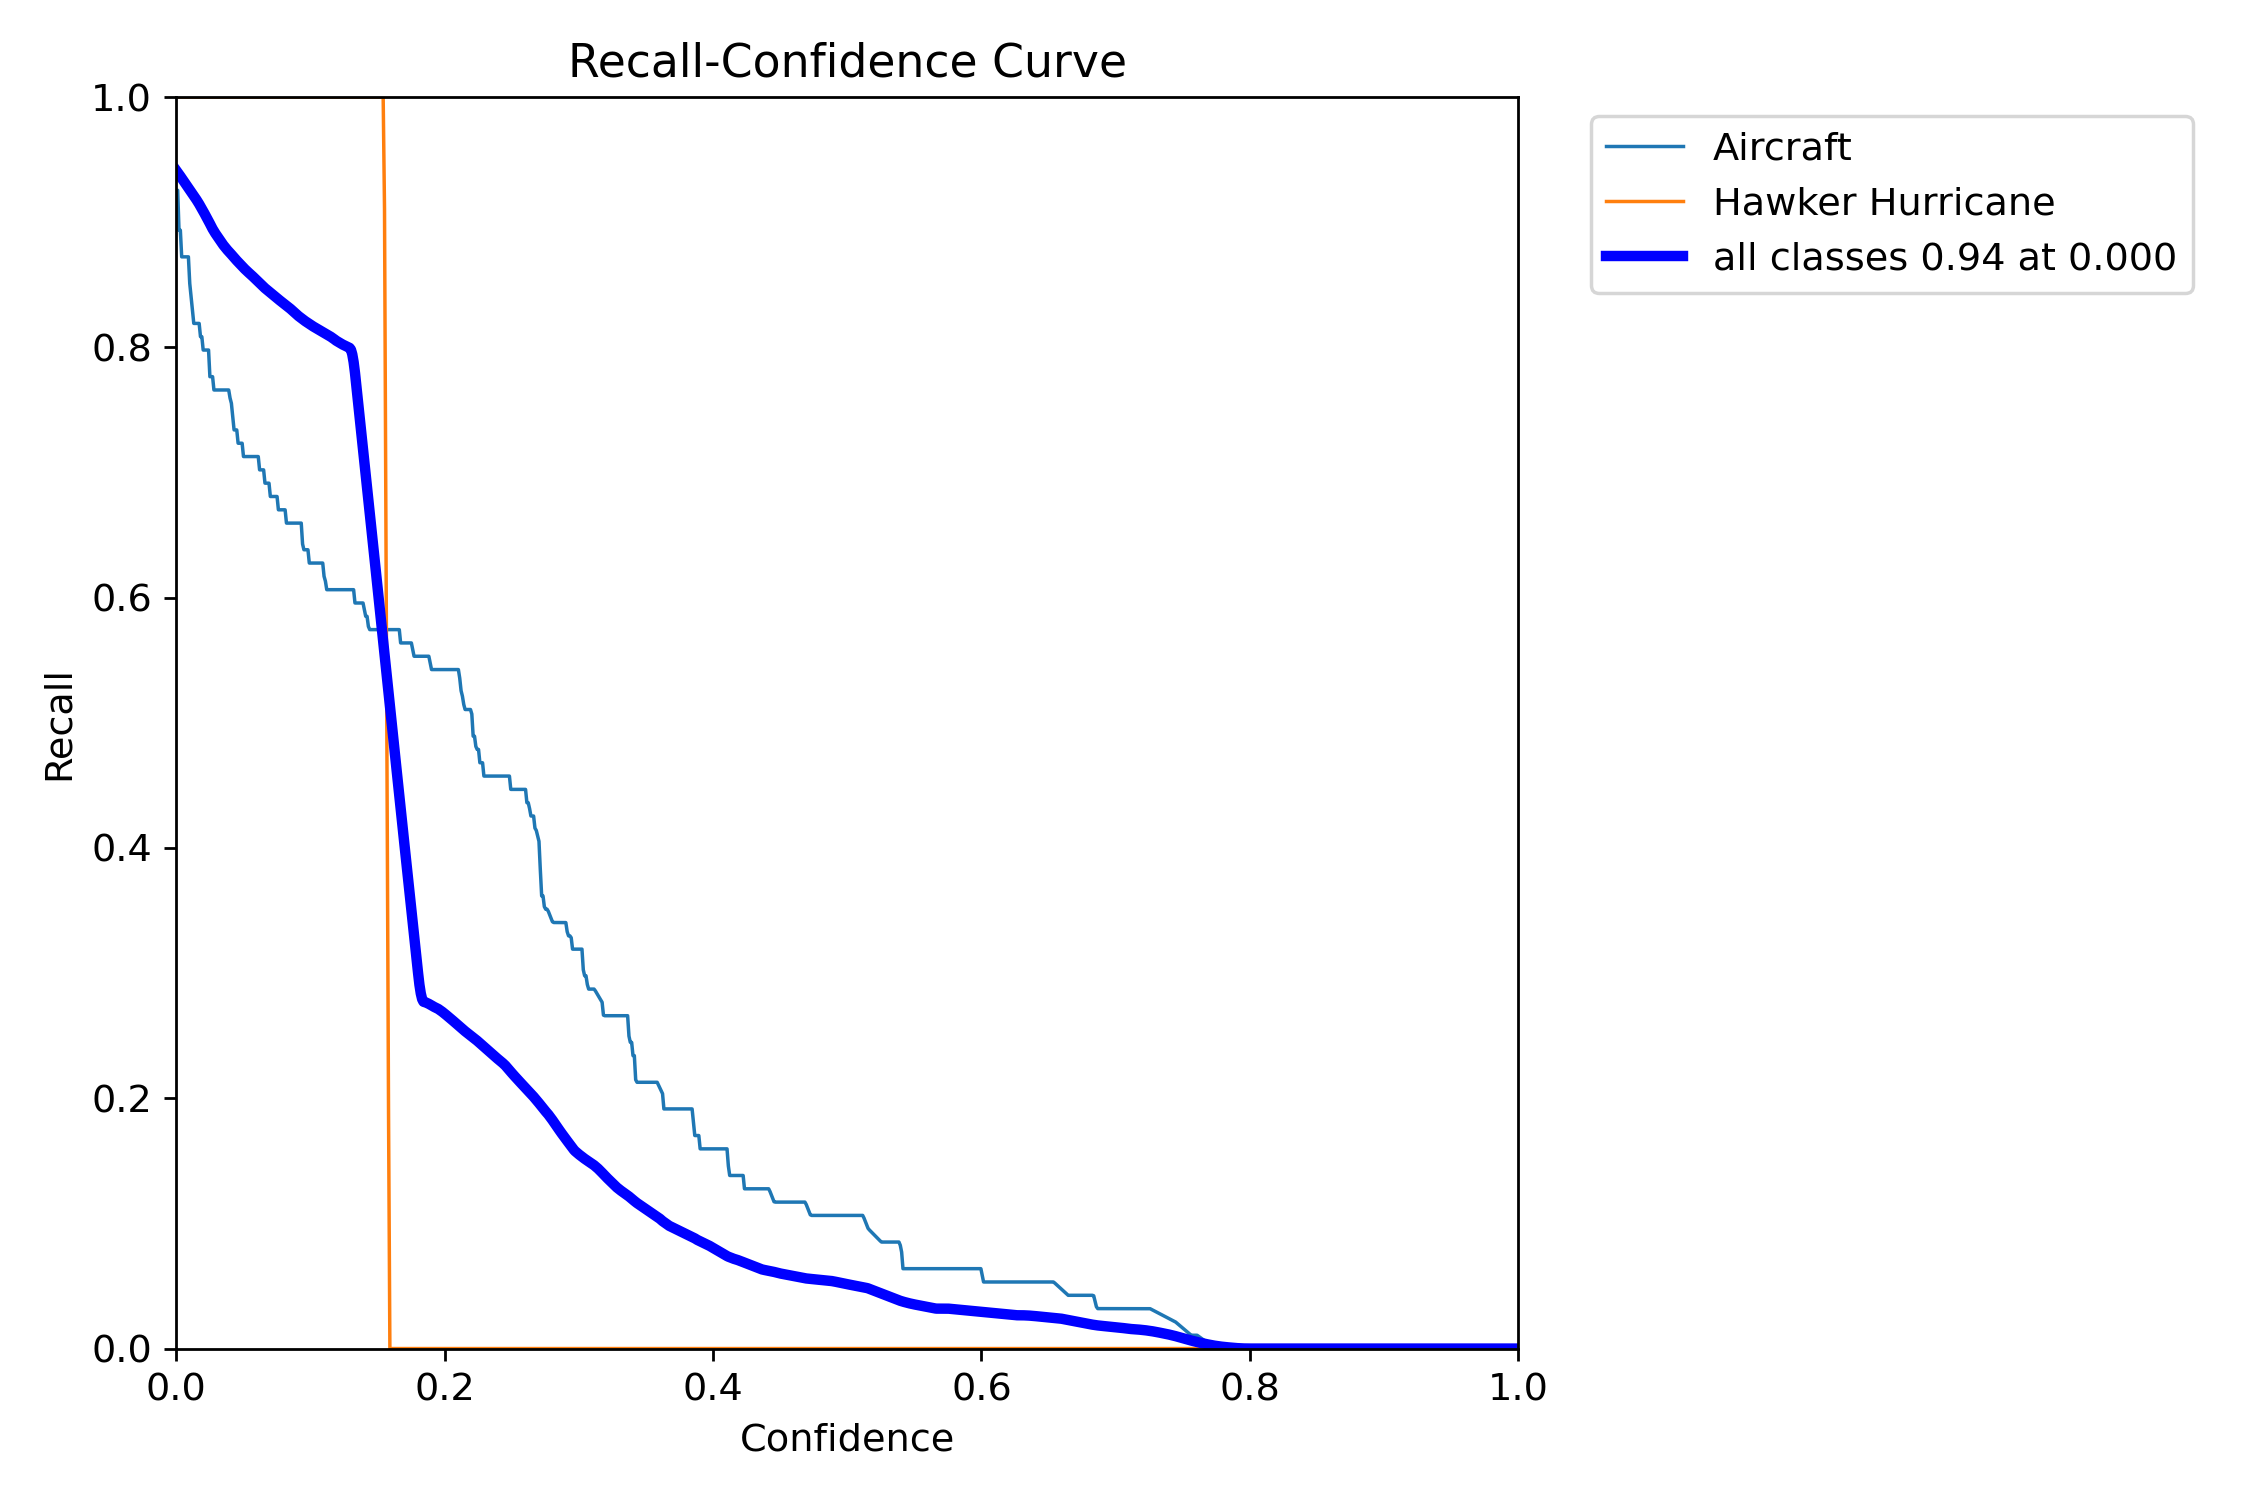 Recall-Confidence Curve
1.0
0.8
0.6
0.4
0.2
0.0
Recall
0.0 0.2 0.4 0.6 0.8 1.0
Confidence
Aircraft
Hawker Hurricane
all classes 0.94 at 0.000